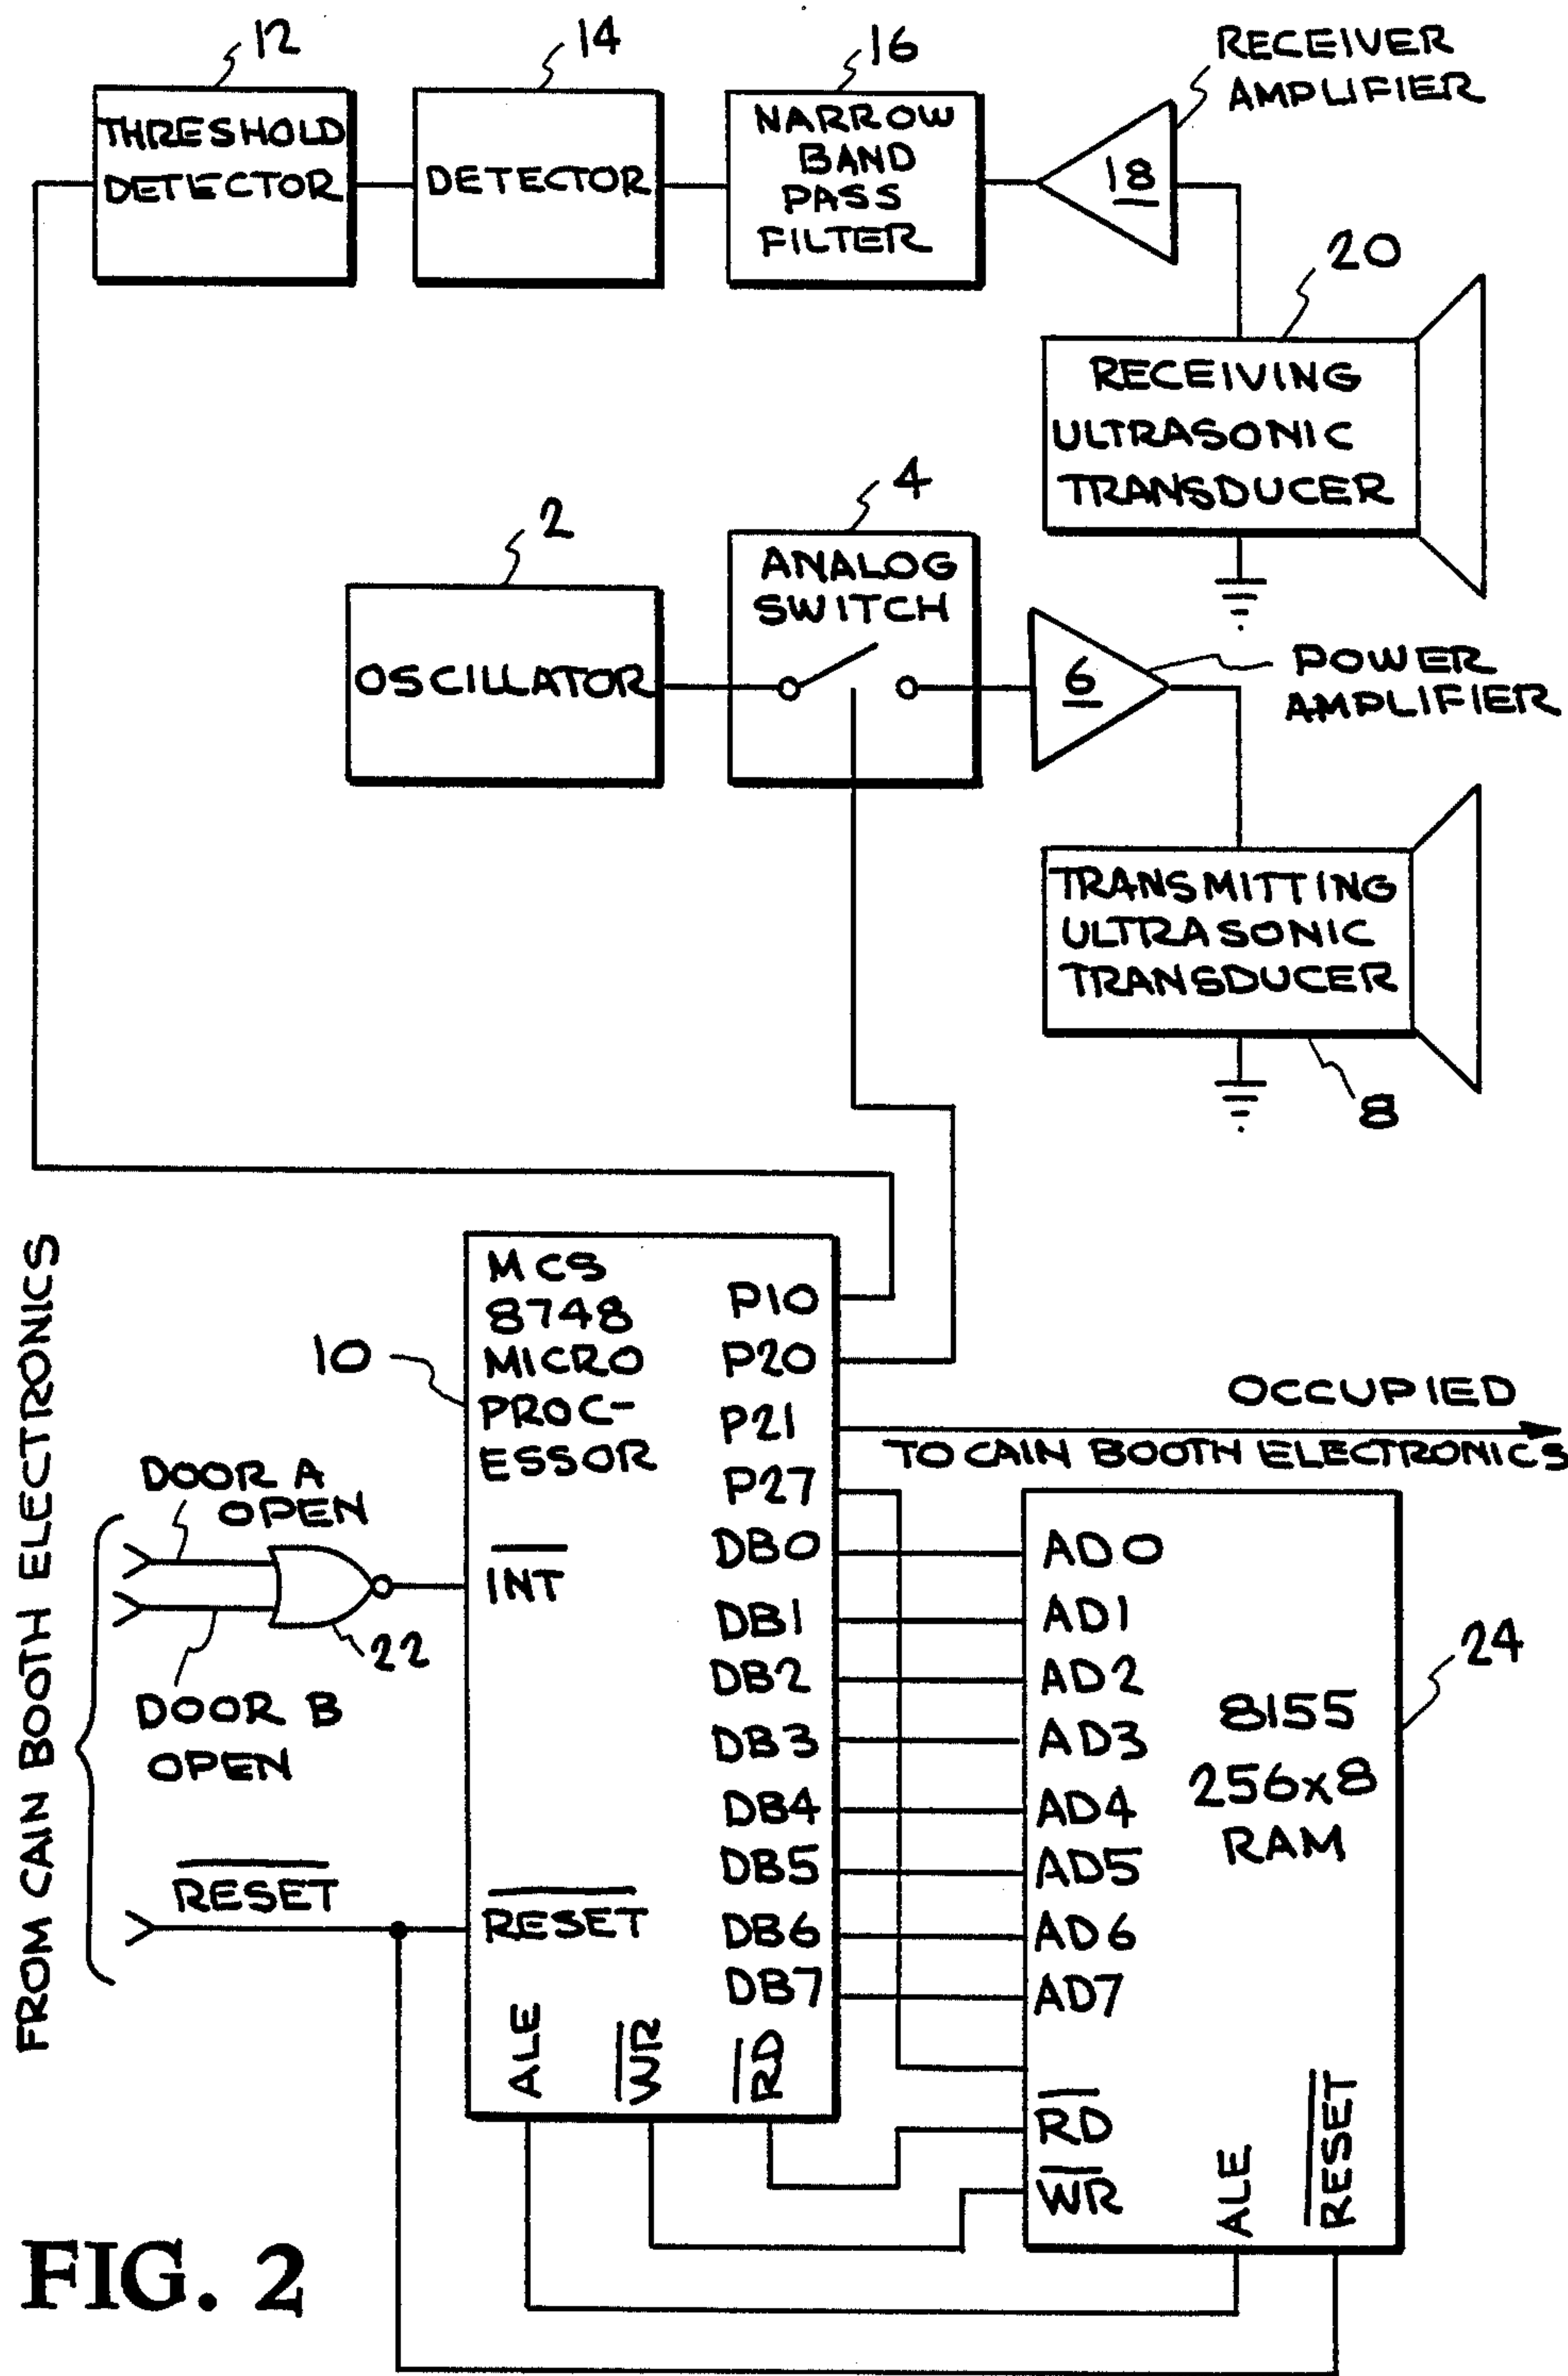 12
14
16
RECEIVER
AMPLIFIER
THRESHOLD
DETECTOR
DETECTOR
NARROW
BAND
PASS
FILTER
18
20
RECEIVING
ULTRASONIC
TRANSDUCER
2
4
OSCILLATOR
ANALOG
SWITCH
6
POWER
AMPLIFIER
TRANSMITTING
ULTRASONIC
TRANSDUCER
8
FROM CAIN BOOTH ELECTRONICS
10
MCS
8748
MICRO
PROC-
ESSOR
P10
P20
P21
P27
DB0
DB1
DB2
DB3
DB4
DB5
DB6
DB7
INT
RESET
ALE
WR
RD
OCCUPIED
TO CAIN BOOTH ELECTRONICS
DOOR A
OPEN
22
DOOR B
OPEN
RESET
AD0
AD1
AD2
AD3
AD4
AD5
AD6
AD7
8155
256x8
RAM
24
RD
WR
ALE
RESET
FIG. 2